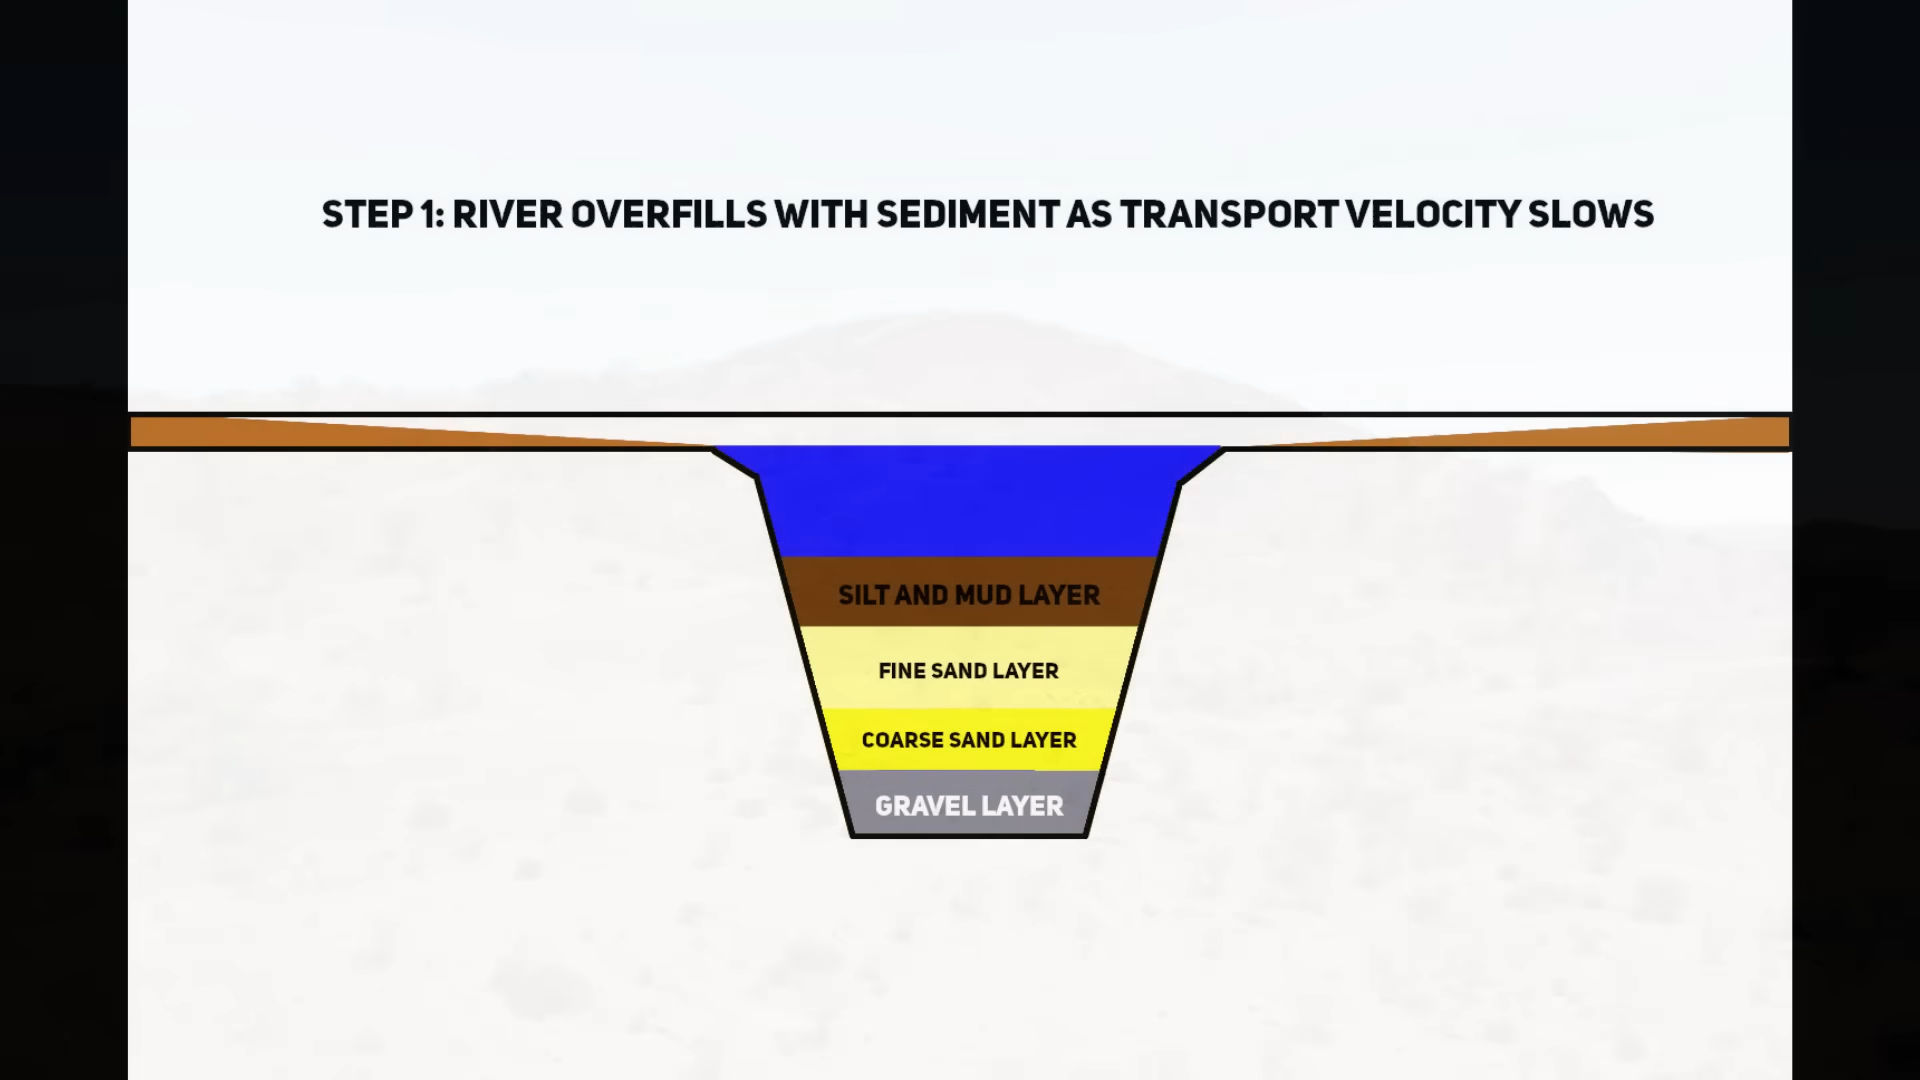 STEP 1: RIVER OVERFILLS WITH SEDIMENT AS TRANSPORT VELOCITY SLOWS
SILT AND MUD LAYER
FINE SAND LAYER
COARSE SAND LAYER
GRAVEL LAYER